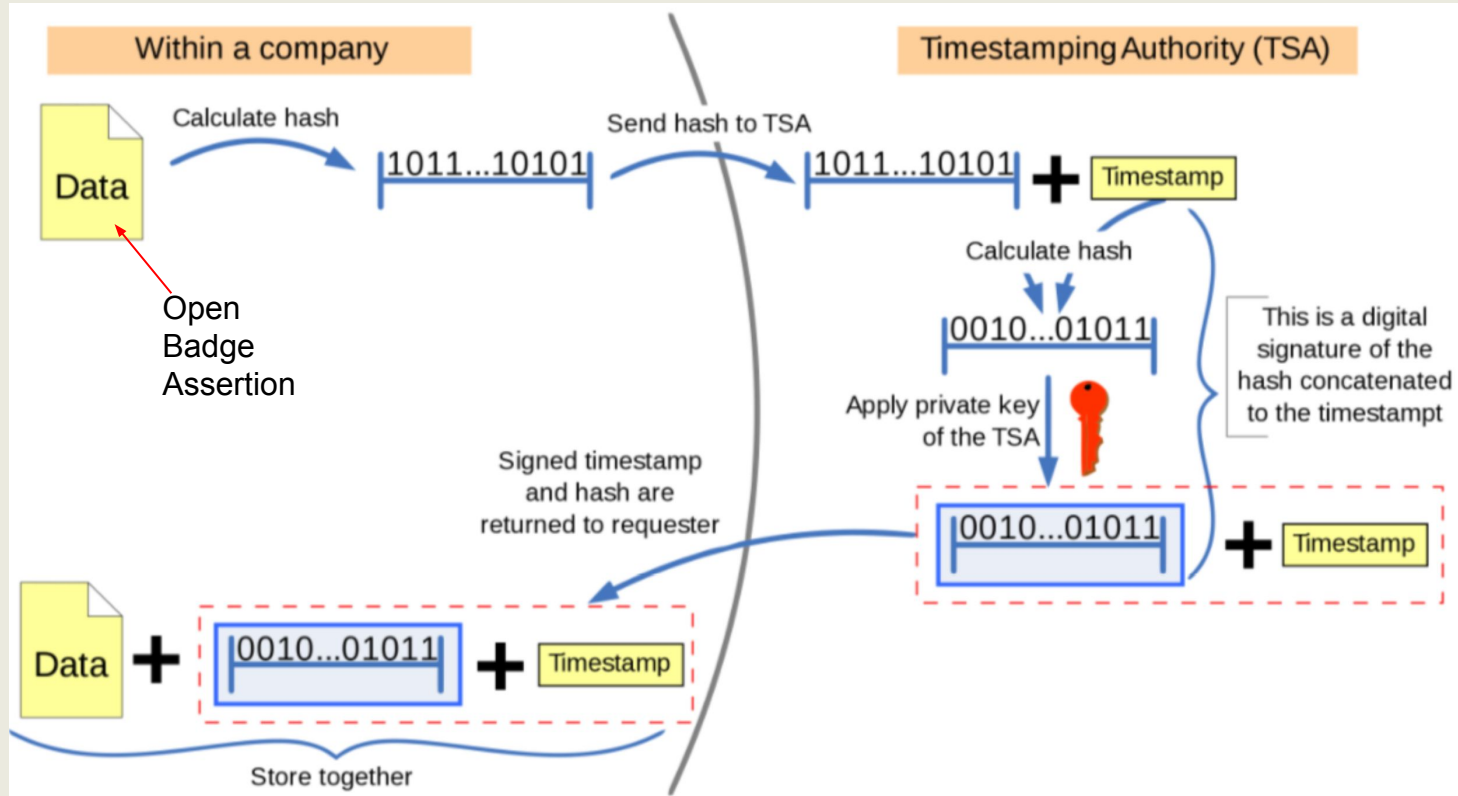 Within a company
Timestamping Authority (TSA)
Calculate hash
Send hash to TSA
Data
1011...10101
1011...10101
Timestamp
Open
Badge
Assertion
Calculate hash
0010...01011
This is a digital
signature of the
hash concatenated
to the timestampt
Apply private key
of the TSA
Signed timestamp
and hash are
returned to requester
0010...01011
Timestamp
Data
0010...01011
Timestamp
Store together